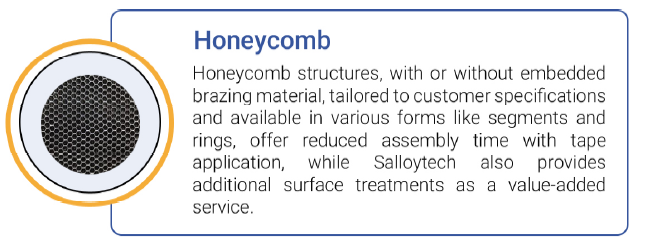 Honeycomb
Honeycomb structures, with or without embedded
brazing material, tailored to customer specifications
and available in various forms like segments and
rings, offer reduced assembly time with tape
application, while Salloytech also provides
additional surface treatments as a value-added
service.